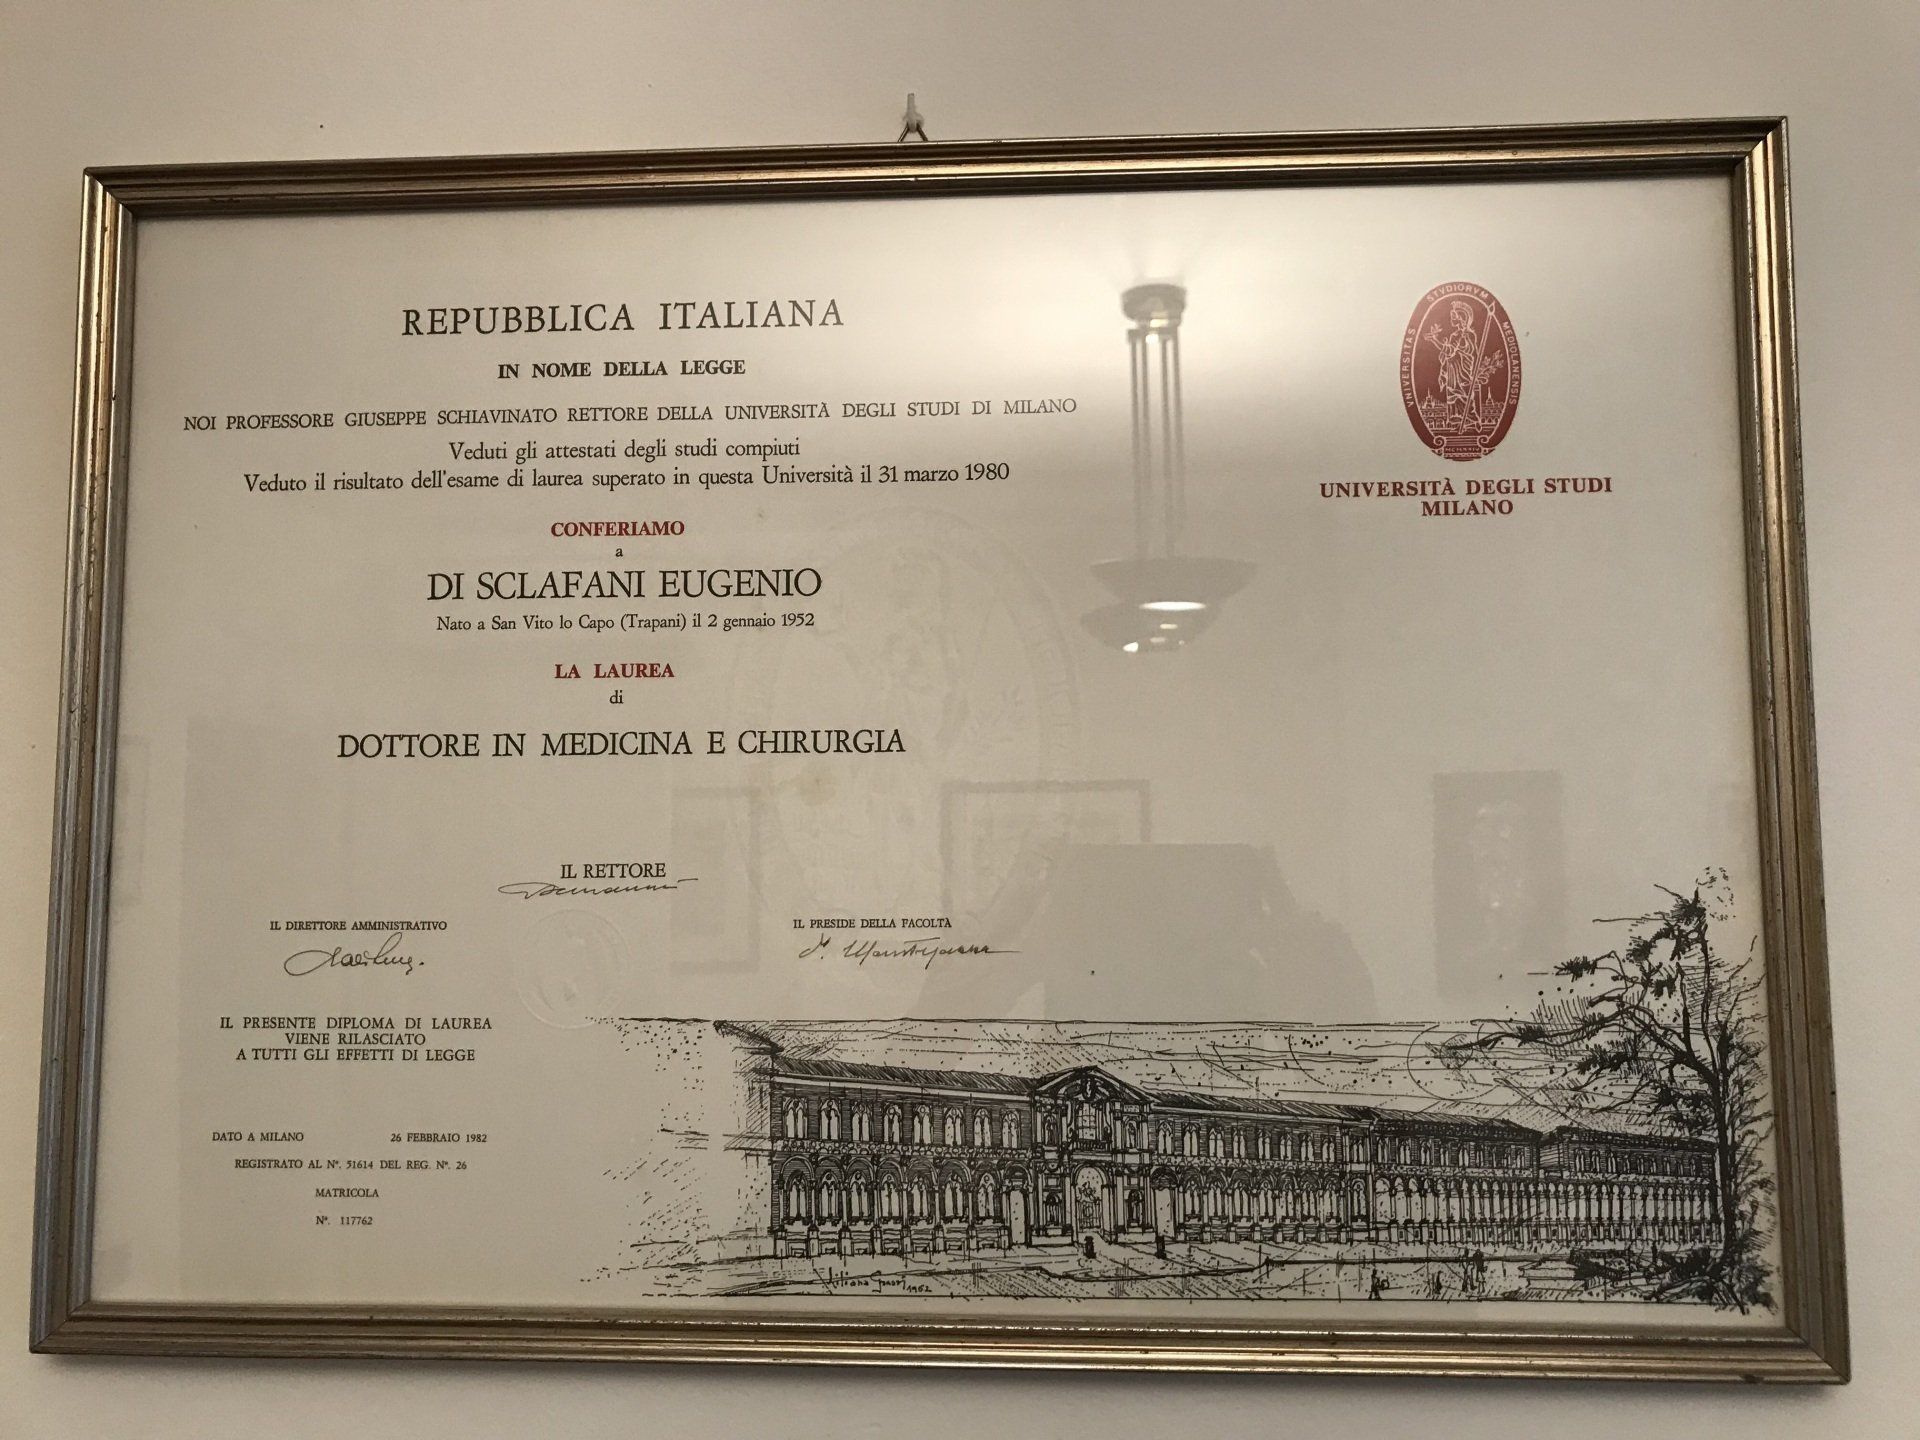 REPUBBLICA ITALIANA
IN NOME DELLA LEGGE
NOI PROFESSORE GIUSEPPE SCHIAVINATO RETTORE DELLA UNIVERSITÀ DEGLI STUDI DI MILANO
Veduti gli attestati degli studi compiuti
Veduto il risultato dell'esame di laurea superato in questa Università il 31 marzo 1980
CONFERIAMO
a
DI SCLAFANI EUGENIO
Nato a San Vito lo Capo (Trapani) il 2 gennaio 1952
LA LAUREA
di
DOTTORE IN MEDICINA E CHIRURGIA
IL RETTORE
IL DIRETTORE AMMINISTRATIVO
IL PRESIDE DELLA FACOLTÀ
IL PRESENTE DIPLOMA DI LAUREA
VIENE RILASCIATO
A TUTTI GLI EFFETTI DI LEGGE
DATO A MILANO 26 FEBBRAIO 1982
REGISTRATO AL Nº. 51614 DEL REG. Nº. 26
MATRICOLA
Nº. 117762
VNIVERSITAS STVDIORVM MEDIOLANENSIS
MCMXXIV
UNIVERSITÀ DEGLI STUDI
MILANO
1962